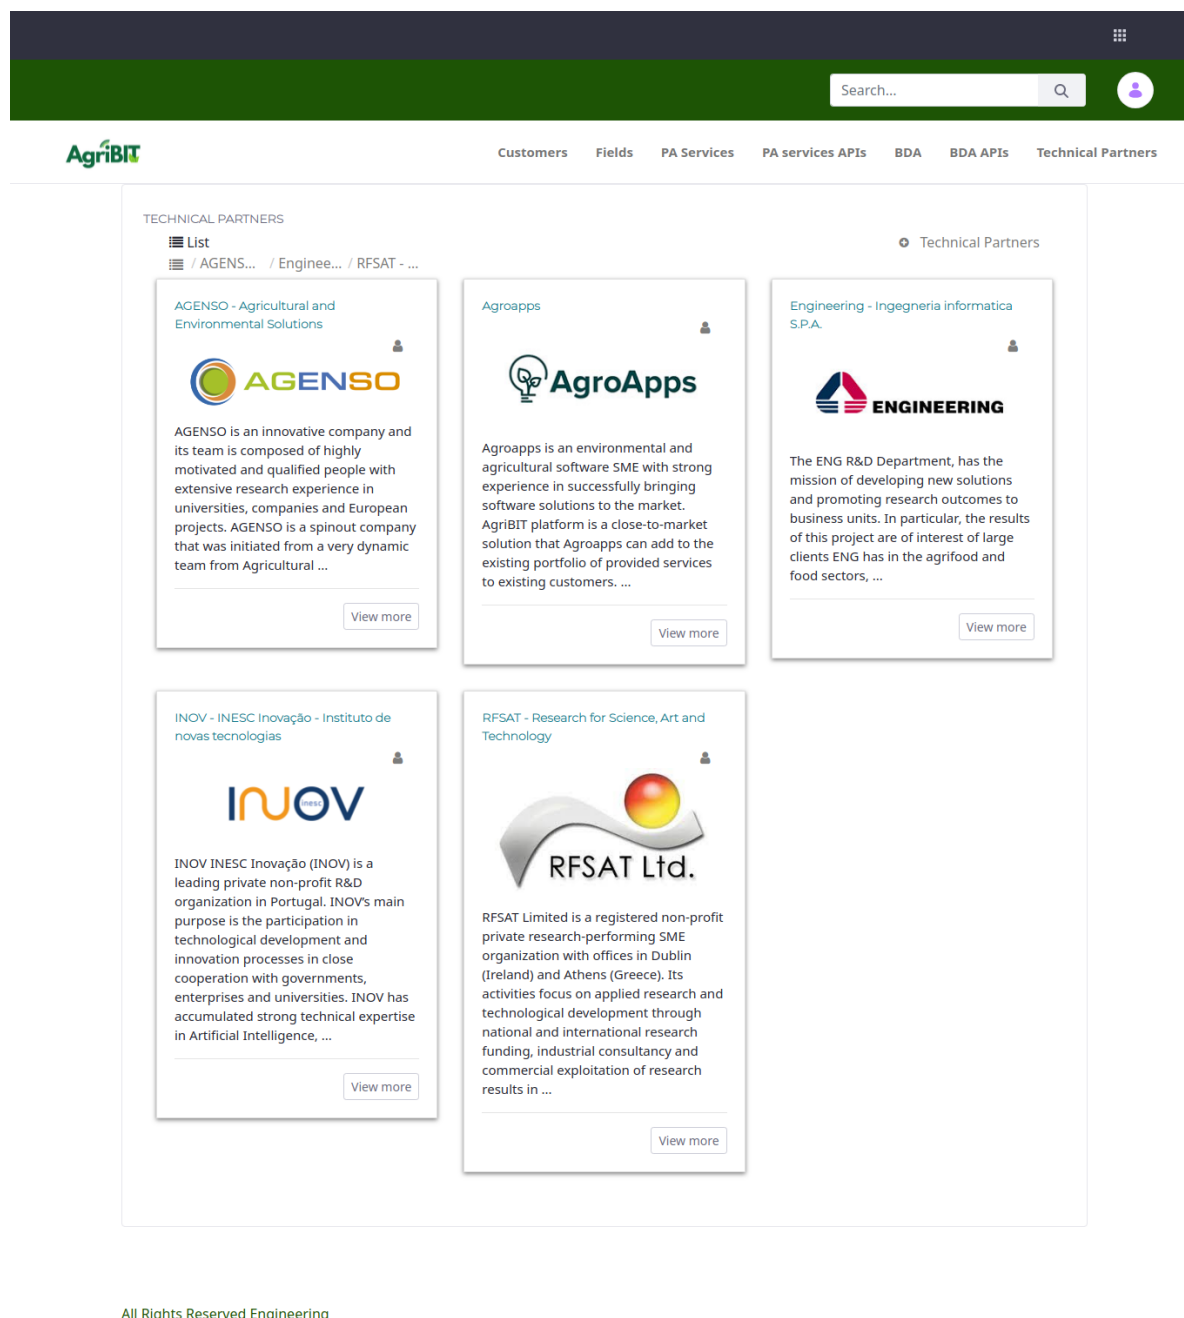 Search...
AgriBIT
Customers Fields PA Services PA services APIs BDA BDA APIs Technical Partners
TECHNICAL PARTNERS
List
Technical Partners
/ AGENS... / Enginee... / RFSAT - ...
AGENSO - Agricultural and
Environmental Solutions
AGENSO
AGENSO is an innovative company and
its team is composed of highly
motivated and qualified people with
extensive research experience in
universities, companies and European
projects. AGENSO is a spinout company
that was initiated from a very dynamic
team from Agricultural ...
View more
Agroapps
AgroApps
Agroapps is an environmental and
agricultural software SME with strong
experience in successfully bringing
software solutions to the market.
AgriBIT platform is a close-to-market
solution that Agroapps can add to the
existing portfolio of provided services
to existing customers. ...
View more
Engineering - Ingegneria informatica
S.P.A.
ENGINEERING
The ENG R&D Department, has the
mission of developing new solutions
and promoting research outcomes to
business units. In particular, the results
of this project are of interest of large
clients ENG has in the agrifood and
food sectors, ...
View more
INOV - INESC Inovação - Instituto de
novas tecnologias
INOV
inesc
INOV INESC Inovação (INOV) is a
leading private non-profit R&D
organization in Portugal. INOV's main
purpose is the participation in
technological development and
innovation processes in close
cooperation with governments,
enterprises and universities. INOV has
accumulated strong technical expertise
in Artificial Intelligence, ...
View more
RFSAT - Research for Science, Art and
Technology
RFSAT Ltd.
RFSAT Limited is a registered non-profit
private research-performing SME
organization with offices in Dublin
(Ireland) and Athens (Greece). Its
activities focus on applied research and
technological development through
national and international research
funding, industrial consultancy and
commercial exploitation of research
results in ...
View more
All Rights Reserved Engineering